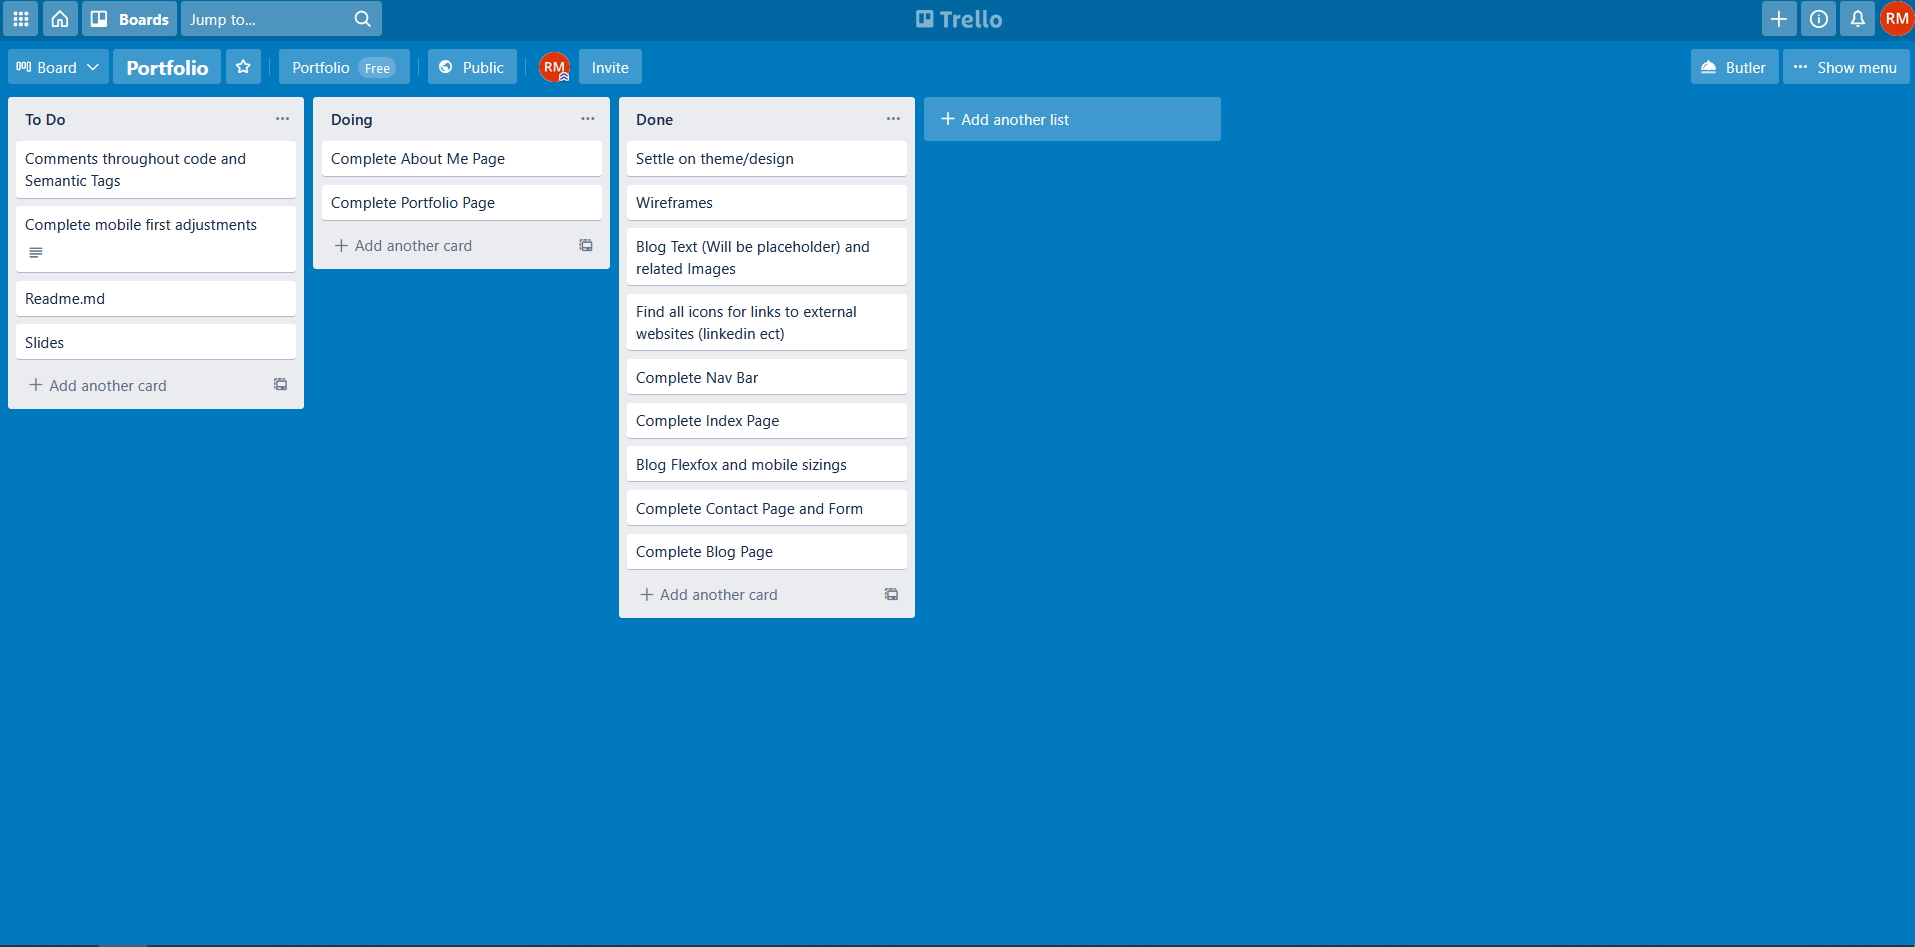 Boards
Jump to...
Trello
RM
Board
Portfolio
Portfolio Free
Public
RM
Invite
Butler
... Show menu
To Do
Comments throughout code and
Semantic Tags
Complete mobile first adjustments
Readme.md
Slides
+ Add another card
Doing
Complete About Me Page
Complete Portfolio Page
+ Add another card
Done
Settle on theme/design
Wireframes
Blog Text (Will be placeholder) and
related Images
Find all icons for links to external
websites (linkedin ect)
Complete Nav Bar
Complete Index Page
Blog Flexfox and mobile sizings
Complete Contact Page and Form
Complete Blog Page
+ Add another card
+ Add another list